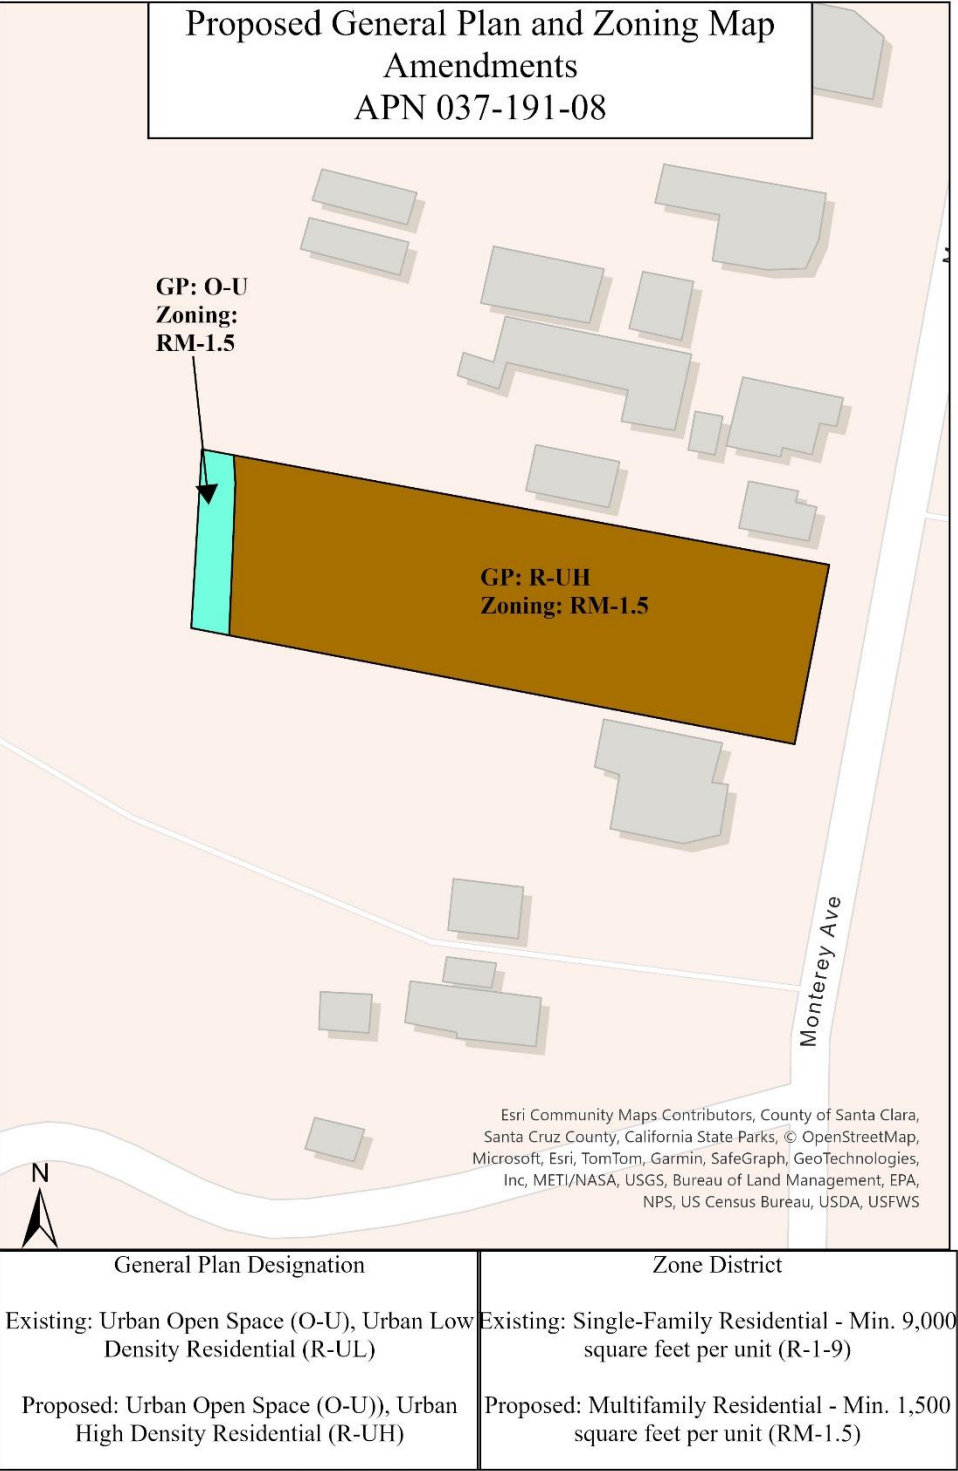 Proposed General Plan and Zoning Map
Amendments
APN 037-191-08
GP: O-U
Zoning:
RM-1.5
GP: R-UH
Zoning: RM-1.5
Monterey Ave
Esri Community Maps Contributors, County of Santa Clara,
Santa Cruz County, California State Parks, © OpenStreetMap,
Microsoft, Esri, TomTom, Garmin, SafeGraph, GeoTechnologies,
Inc, METI/NASA, USGS, Bureau of Land Management, EPA,
NPS, US Census Bureau, USDA, USFWS
N
General Plan Designation
Existing: Urban Open Space (O-U), Urban Low
Density Residential (R-UL)
Proposed: Urban Open Space (O-U)), Urban
High Density Residential (R-UH)
Zone District
Existing: Single-Family Residential - Min. 9,000
square feet per unit (R-1-9)
Proposed: Multifamily Residential - Min. 1,500
square feet per unit (RM-1.5)